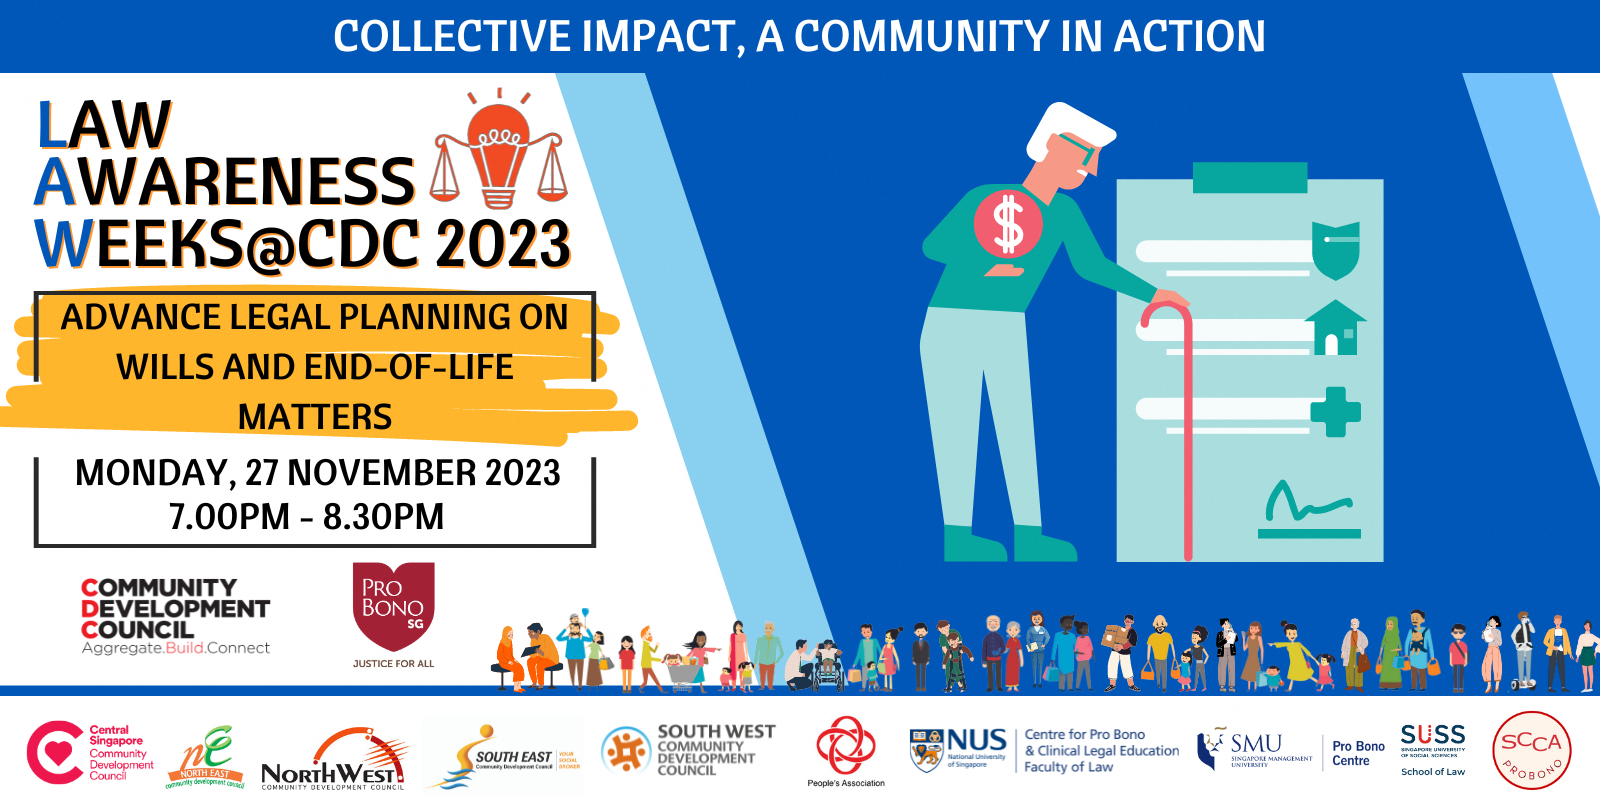 COLLECTIVE IMPACT, A COMMUNITY IN ACTION
LAW
AWARENESS
WEEKS@CDC 2023
ADVANCE LEGAL PLANNING ON
WILLS AND END-OF-LIFE
MATTERS
MONDAY, 27 NOVEMBER 2023
7.00PM - 8.30PM
$
COMMUNITY
DEVELOPMENT
COUNCIL
Aggregate.Build.Connect
PRO
BONO
SG
JUSTICE FOR ALL
Central
Singapore
Community
Development
Council
ne
NORTH EAST
community development council
NORTHWEST
COMMUNITY DEVELOPMENT COUNCIL
SOUTH EAST
Community Development Council
YOUR
SOCIAL
BROKER
SOUTH WEST
COMMUNITY
DEVELOPMENT
COUNCIL
People's Association
NUS
National University
of Singapore
Centre for Pro Bono
& Clinical Legal Education
Faculty of Law
SMU
SINGAPORE MANAGEMENT
UNIVERSITY
Pro Bono
Centre
SUSS
SINGAPORE UNIVERSITY
OF SOCIAL SCIENCES
School of Law
SCCA
PROBONO